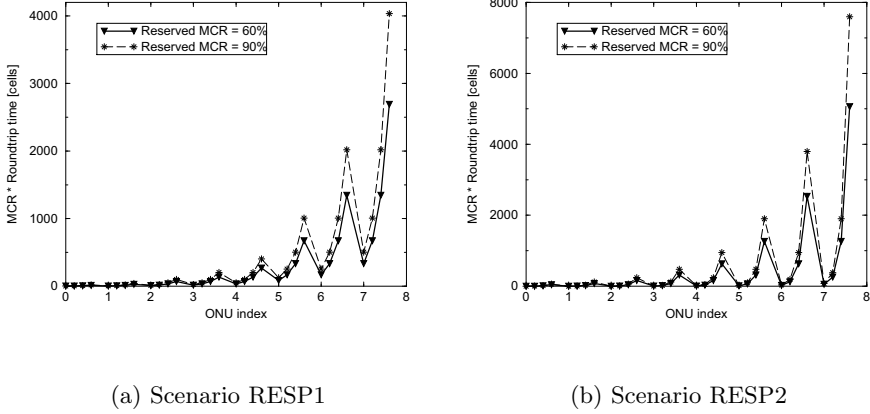 4000
3000
2000
1000
0
MCR * Roundtrip time [cells]
Reserved MCR = 60%
Reserved MCR = 90%
0 1 2 3 4 5 6 7 8
ONU index
(a) Scenario RESP1
8000
6000
4000
2000
0
MCR * Roundtrip time [cells]
Reserved MCR = 60%
Reserved MCR = 90%
0 1 2 3 4 5 6 7 8
ONU index
(b) Scenario RESP2